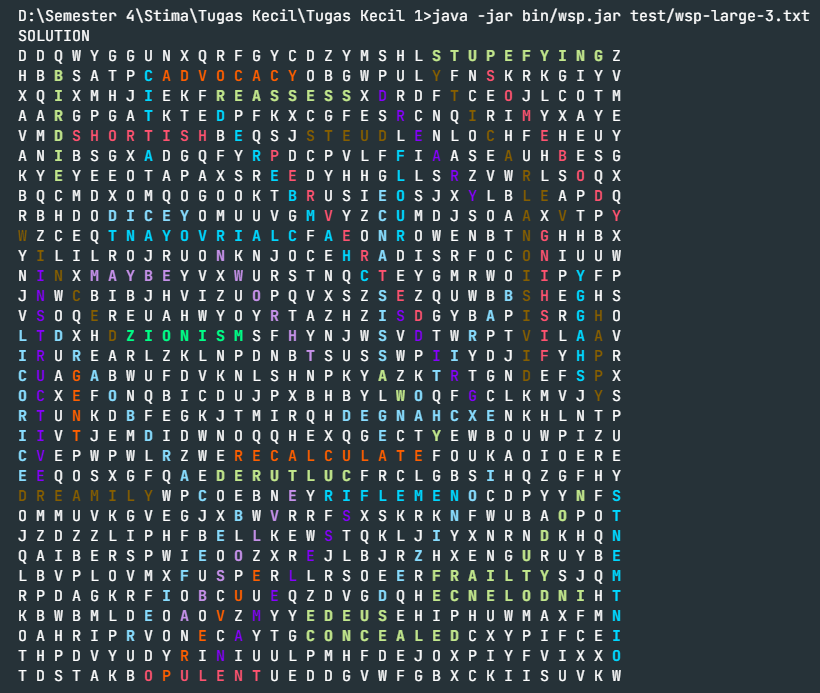 D:\Semester 4\Stima\Tugas Kecil\Tugas Kecil 1>java -jar bin/wsp.jar test/wsp-large-3.txt
SOLUTION
D D Q W Y G G U N X Q R F G Y C D Z Y M S H L S T U P E F Y I N G Z
H B B S A T P C A D V O C A C Y O B G W P U L Y F N S K R K G I Y V
X Q I X M H J I E K F R E A S S E S S X D R D F T C E O J L C O T M
A A R G P G A T K T E D P F K X C G F E S R C N Q I R I M Y X A Y E
V M D S H O R T I S H B E Q S J S T E U D L E N L O C H F E H E U Y
A N I B S G X A D G Q F Y R P D C P V L F F I A A S E A U H B E S G
K Y E Y E E O T A P A X S R E E D Y H H G L L S R Z V W R L S O Q X
B Q C M D X O M Q O G O O K T B R U S I E O S J X Y L B L E A P D Q
R B H D O D I C E Y O M U U V G M V Y Z C U M D J S O A A X V T P Y
W Z C E Q T N A Y O V R I A L C F A E O N R O W E N B T N G H H B X
Y I L I L R O J R U O N K N J O C E H R A D I S R F O C O N I U U W
N I N X M A Y B E Y V X W U R S T N Q C T E Y G M R W O I I P Y F P
J N W C B I B J H V I Z U O P Q V X S Z S E Z Q U W B B S H E G H S
V S O Q E R E U A H W Y O Y R T A Z H Z I S D G Y B A P I S R G H O
L T D X H D Z I O N I S M S F H Y N J W S V D T W R P T V I L A A V
I R U R E A R L Z K L N P D N B T S U S S W P I I Y D J I F Y H P R
C U A G A B W U F D V K N L S H N P K Y A Z K T R T G N D E F S P X
O C X E F O N Q B I C D U J P X B H B Y L W O Q F G C L K M V J Y S
R T U N K D B F E G K J T M I R Q H D E G N A H C X E N K H L N T P
I I V T J E M D I D W N O Q Q H E X Q G E C T Y E W B O U W P I Z U
C V E P W P W L R Z W E R E C A L C U L A T E F O U K A O I O E R E
E E Q O S X G F Q A E D E R U T L U C F R C L G B S I H Q Z G F H Y
D R E A M I L Y W P C O E B N E Y R I F L E M E N O C D P Y Y N F S
O M M U V K G V E G J X B W V R R F S X S K R K N F W U B A O P O T
J Z D Z Z L I P H F B E L L K E W S T Q K L J I Y X N R N D K H Q N
Q A I B E R S P W I E O O Z X R E J L B J R Z H X E N G U R U Y B E
L B V P L O V M X F U S P E R L L R S O E E R F R A I L T Y S J Q M
R P D A G K R F I O B C U U E Q Z D V G D Q H E C N E L O D N I H T
K B W B M L D E O A O V Z M Y Y E D E U S E H I P H U W M A X F M N
O A H R I P R V O N E C A Y T G C O N C E A L E D C X Y P I F C E I
T H P D V Y U D Y R I N I U U L P M H F D E J O X P I Y F V I X X O
T D S T A K B O P U L E N T U E D D G V W F G B X C K I I S U V K W